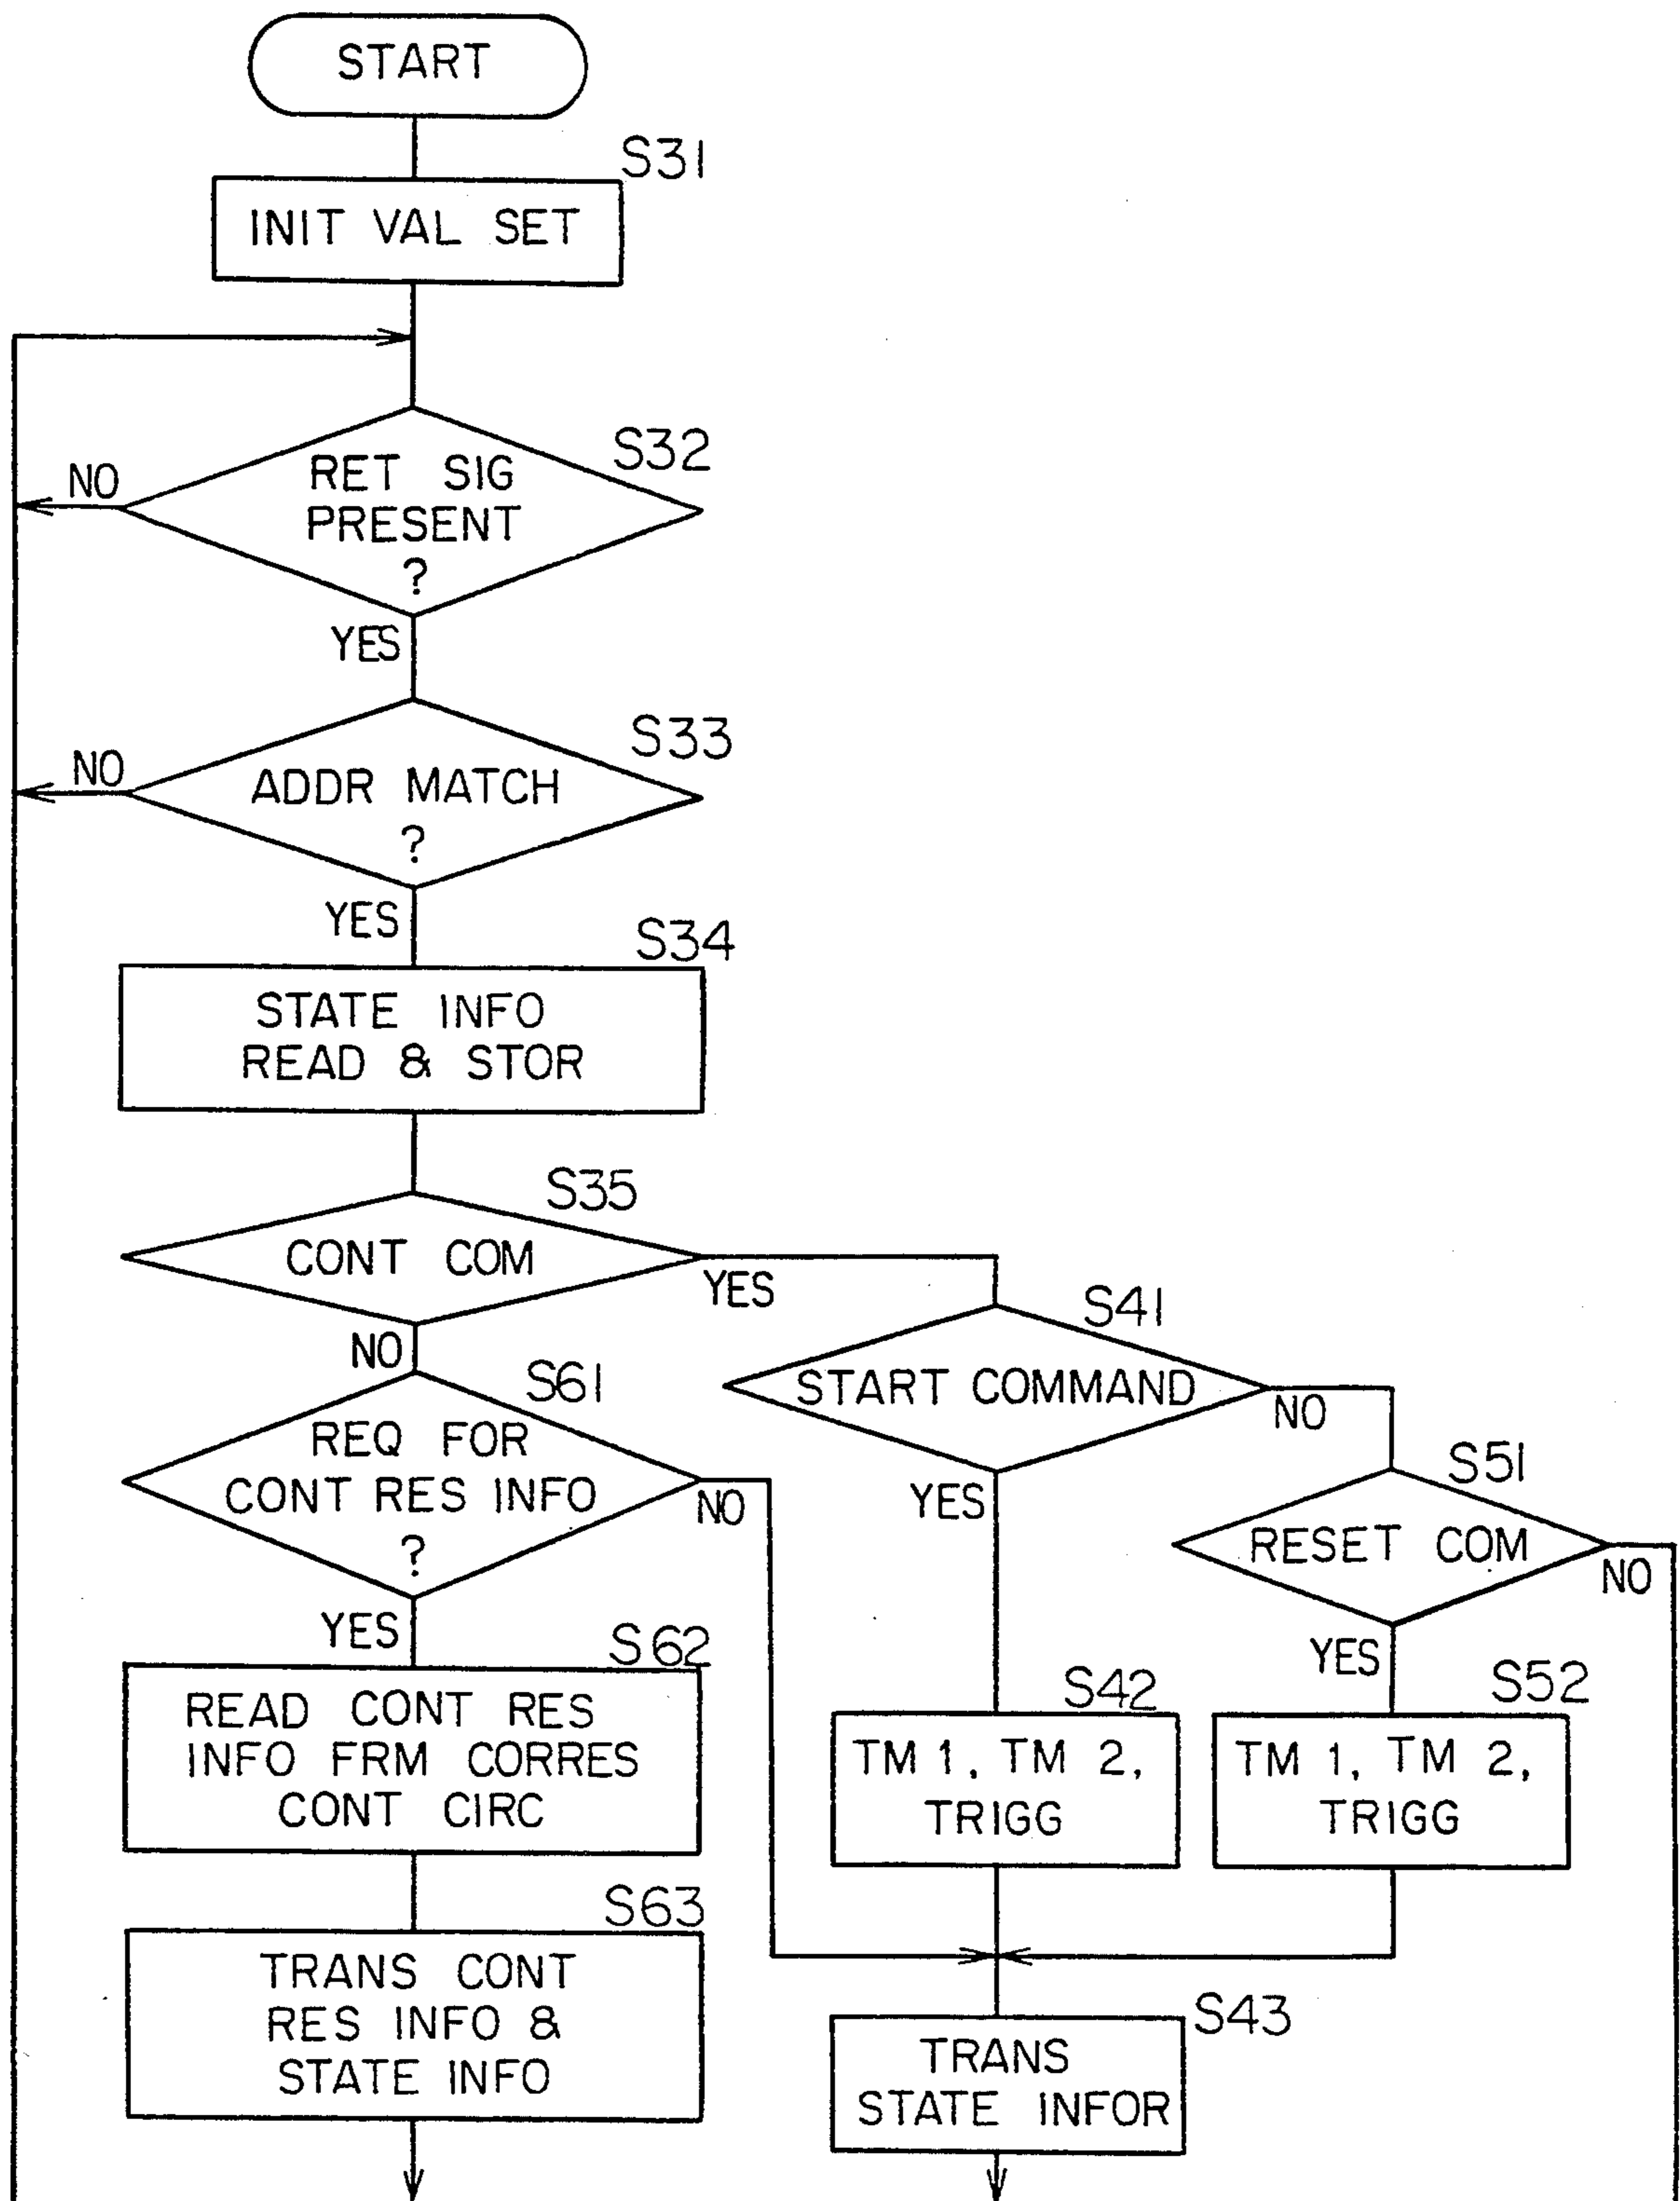 START
S31
INIT VAL SET
S32
NO
RET SIG
PRESENT
?
YES
S33
NO
ADDR MATCH
?
YES
S34
STATE INFO
READ & STOR
S35
CONT COM
YES
NO
S41
START COMMAND
NO
YES
S61
REQ FOR
CONT RES INFO
?
NO
YES
S51
RESET COM
NO
YES
S62
READ CONT RES
INFO FRM CORRES
CONT CIRC
S42
TM 1, TM 2,
TRIGG
S52
TM 1, TM 2,
TRIGG
S63
TRANS CONT
RES INFO &
STATE INFO
S43
TRANS
STATE INFOR